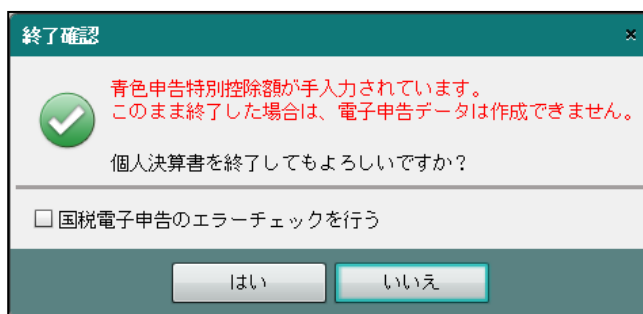 終了確認
青色申告特別控除額が手入力されています。
このまま終了した場合は、電子申告データは作成できません。
個人決算書を終了してもよろしいですか？
国税電子申告のエラーチェックを行う
はい
いいえ